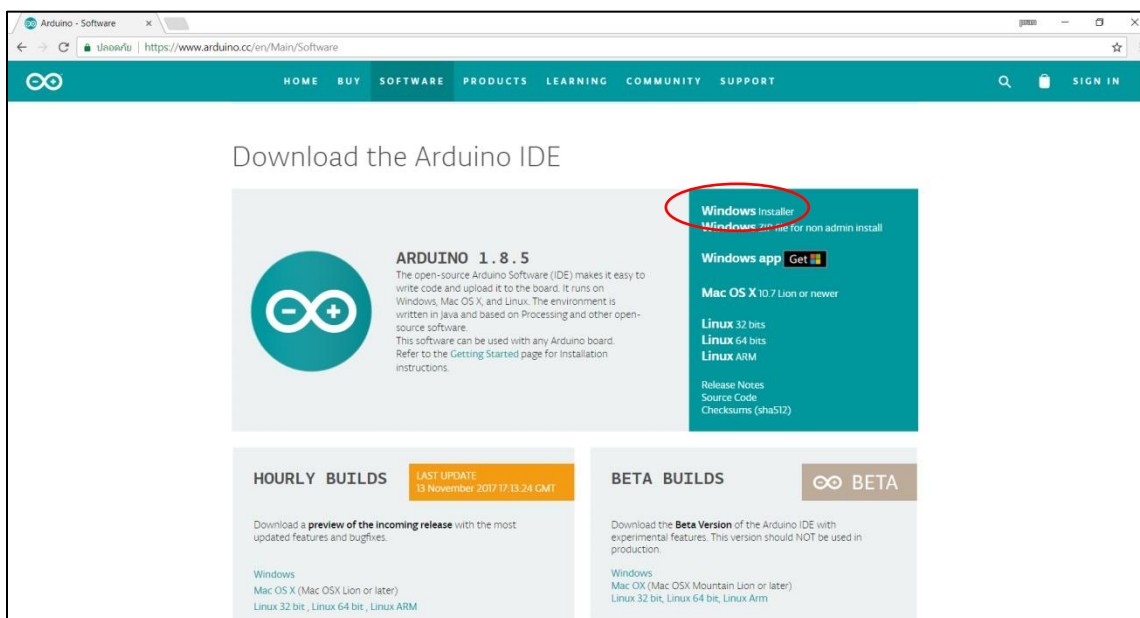 Arduino - Software
ปลอดภัย | https://www.arduino.cc/en/Main/Software
HOME BUY SOFTWARE PRODUCTS LEARNING COMMUNITY SUPPORT SIGN IN
Download the Arduino IDE
ARDUINO 1.8.5
The open-source Arduino Software (IDE) makes it easy to
write code and upload it to the board. It runs on
Windows, Mac OS X, and Linux. The environment is
written in Java and based on Processing and other open-
source software.
This software can be used with any Arduino board.
Refer to the Getting Started page for Installation
instructions.
Windows Installer
Windows ZIP file for non admin install
Windows app Get
Mac OS X 10.7 Lion or newer
Linux 32 bits
Linux 64 bits
Linux ARM
Release Notes
Source Code
Checksums (sha512)
HOURLY BUILDS
LAST UPDATE
13 November 2017 17:13:24 GMT
Download a preview of the incoming release with the most
updated features and bugfixes.
Windows
Mac OS X (Mac OSX Lion or later)
Linux 32 bit , Linux 64 bit , Linux ARM
BETA BUILDS
BETA
Download the Beta Version of the Arduino IDE with
experimental features. This version should NOT be used in
production.
Windows
Mac OX (Mac OSX Mountain Lion or later)
Linux 32 bit, Linux 64 bit, Linux Arm